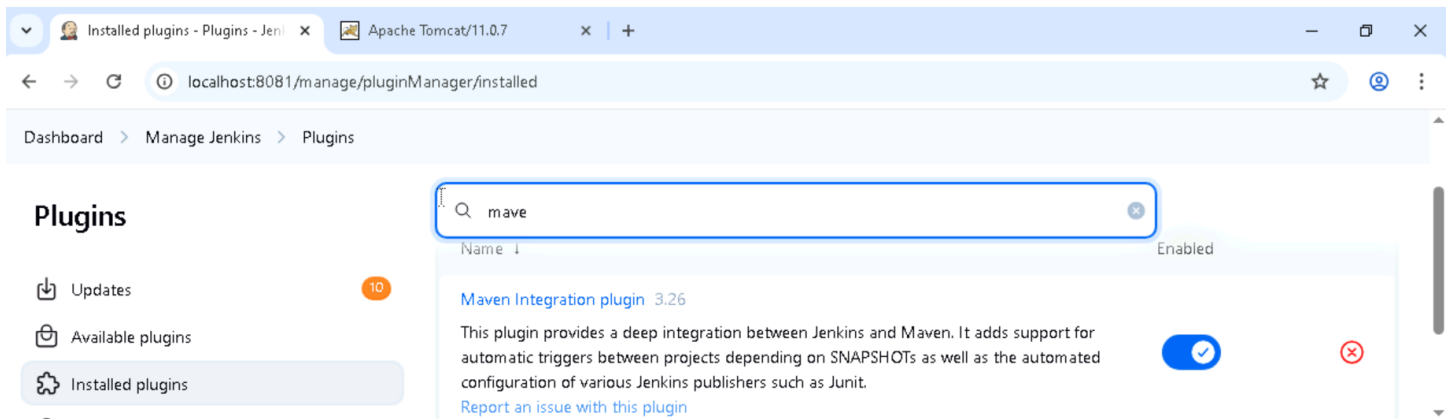 Installed plugins - Plugins - Jen
Apache Tomcat/11.0.7
localhost:8081/manage/pluginManager/installed
Dashboard > Manage Jenkins > Plugins
Plugins
mave
Name ↓ Enabled
Updates 10
Maven Integration plugin 3.26
Available plugins
This plugin provides a deep integration between Jenkins and Maven. It adds support for
automatic triggers between projects depending on SNAPSHOTs as well as the automated
configuration of various Jenkins publishers such as Junit.
Installed plugins
Report an issue with this plugin